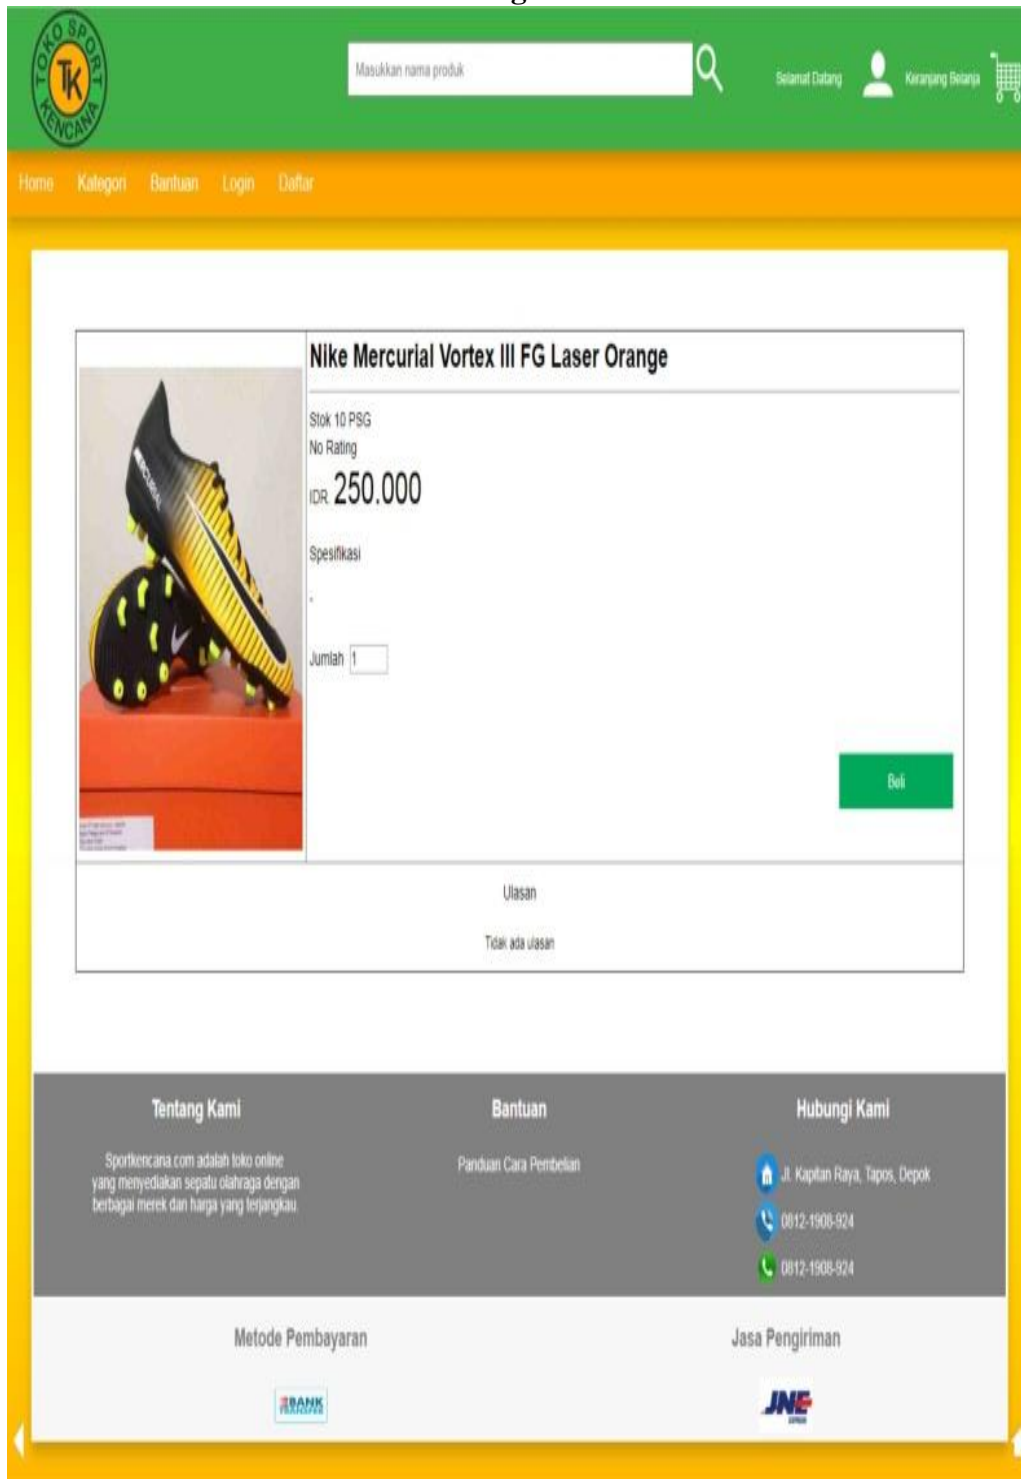 TOKO SPORT
TK
KENCANA
Masukkan nama produk
Selamat Datang
Keranjang Belanja
Home Kategori Bantuan Login Daftar
Nike Mercurial Vortex III FG Laser Orange
MERCURIAL
Stok 10 PSG
No Rating
IDR. 250.000
Spesifikasi
-
Jumlah 1
Beli
Ulasan
Tidak ada ulasan
Tentang Kami
Sportkencana.com adalah toko online
yang menyediakan sepatu olahraga dengan
berbagai merek dan harga yang terjangkau.
Bantuan
Panduan Cara Pembelian
Hubungi Kami
Jl. Kapitan Raya, Tapos, Depok
0812-1908-924
0812-1908-924
Metode Pembayaran
BANK
TRANSFER
Jasa Pengiriman
JNE
EXPRESS